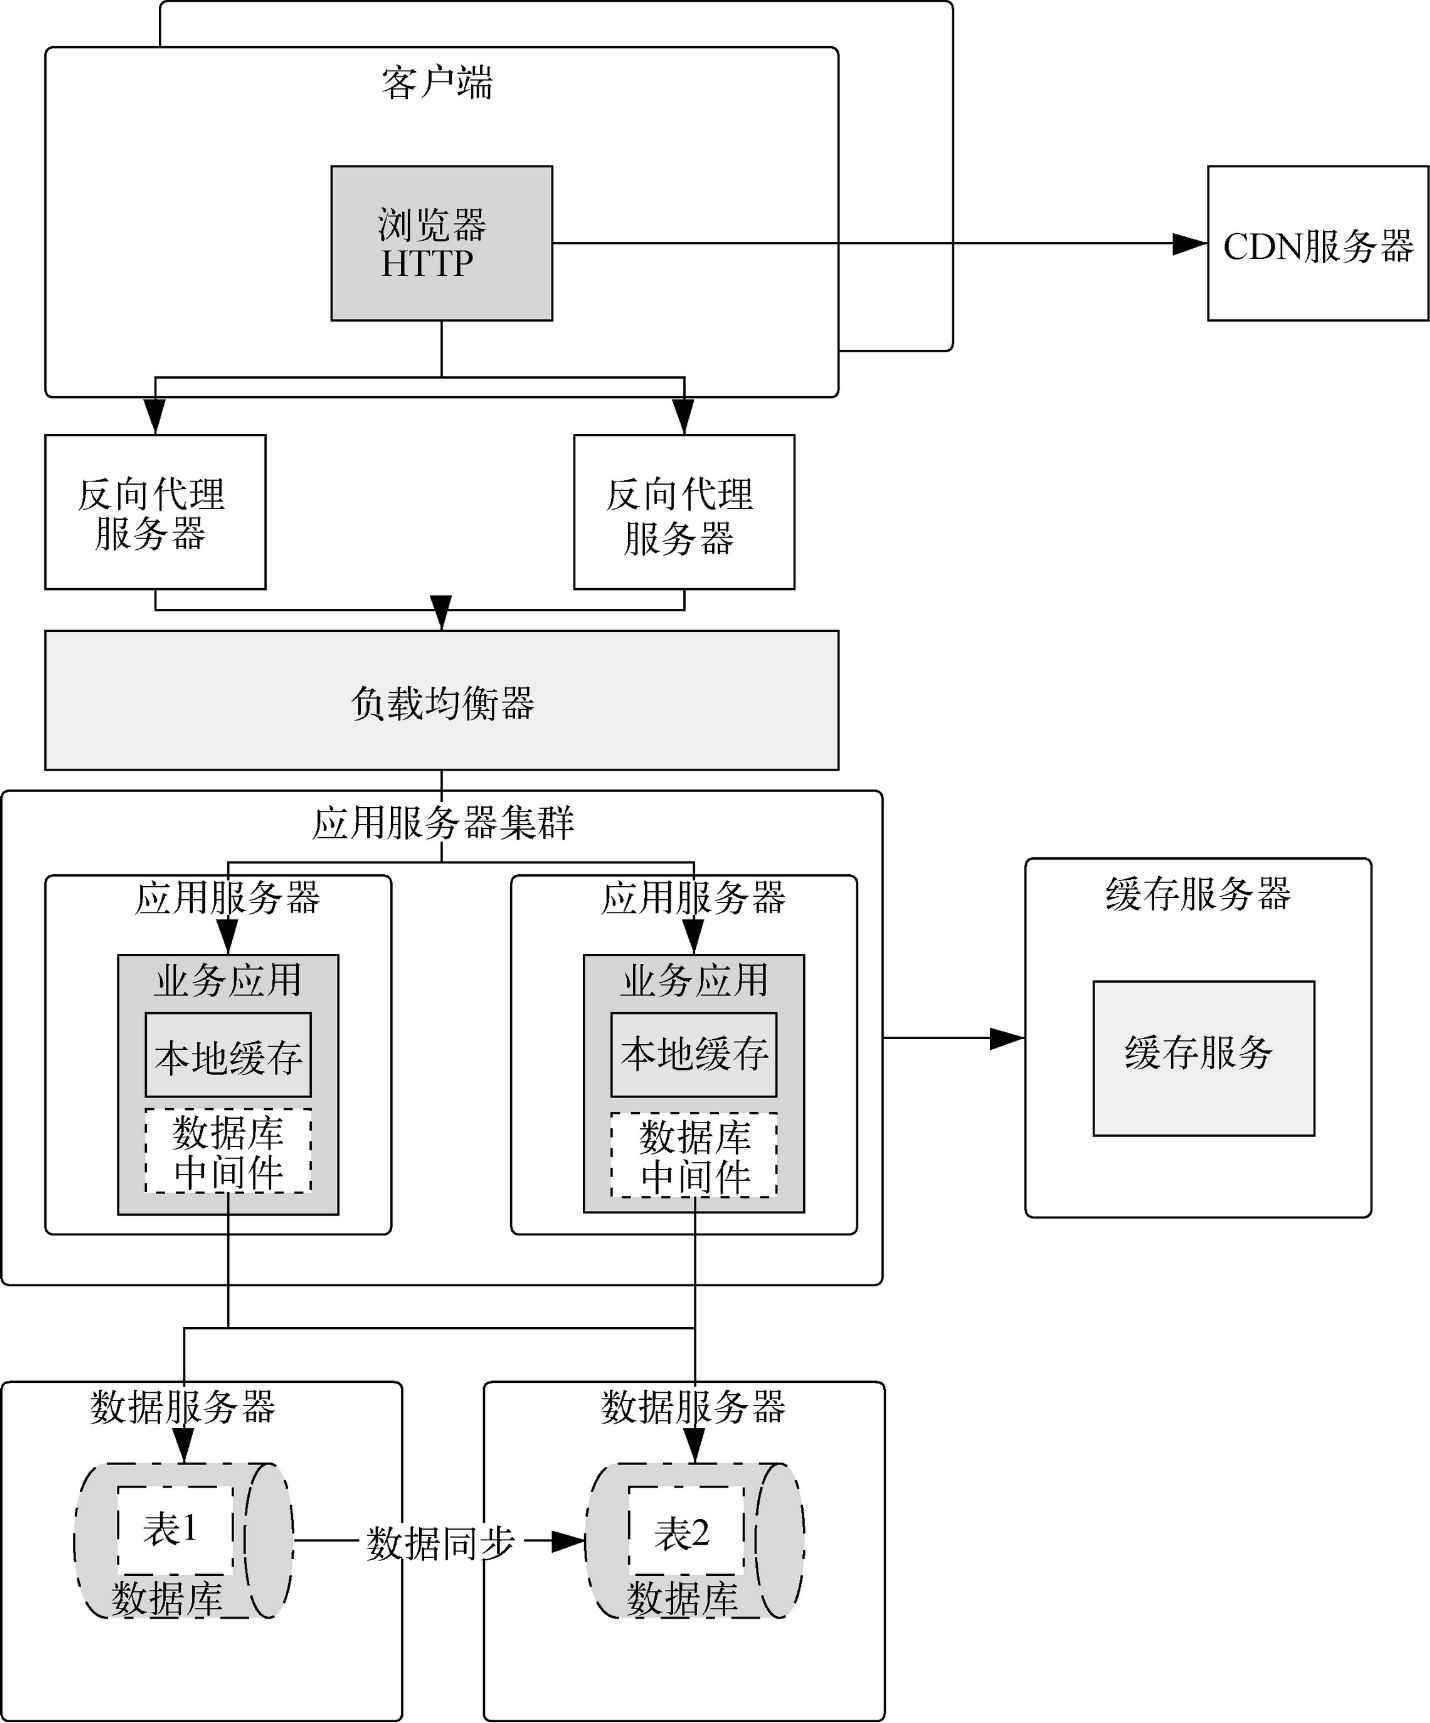 客户端
浏览器
HTTP
CDN服务器
反向代理
服务器
反向代理
服务器
负载均衡器
应用服务器集群
应用服务器
应用服务器
缓存服务器
业务应用
本地缓存
数据库
中间件
业务应用
本地缓存
数据库
中间件
缓存服务
数据服务器
数据服务器
表1
数据库
数据同步
表2
数据库